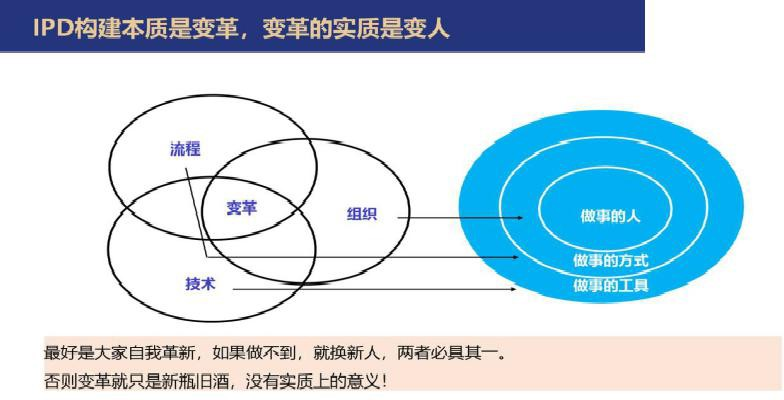 IPD构建本质是变革，变革的实质是变人
流程
变革
组织
技术
做事的人
做事的方式
做事的工具
最好是大家自我革新，如果做不到，就换新人，两者必具其一。
否则变革就只是新瓶旧酒，没有实质上的意义！